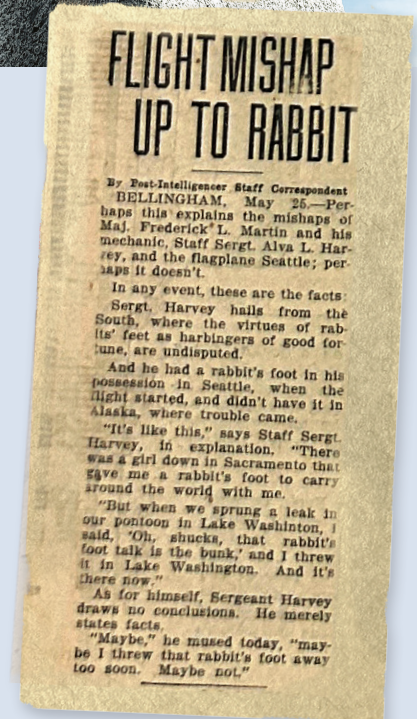 FLIGHT MISHAP
UP TO RABBIT
By Post-Intelligencer Staff Correspondent
BELLINGHAM, May 25.—Per-
haps this explains the mishaps of
Maj. Frederick L. Martin and his
mechanic, Staff Sergt. Alva L. Har-
vey, and the flagplane Seattle; per-
haps it doesn't.
In any event, these are the facts:
Sergt. Harvey hails from the
South, where the virtues of rab-
bits' feet as harbingers of good for-
tune, are undisputed.
And he had a rabbit's foot in his
possession in Seattle, when the
flight started, and didn't have it in
Alaska, where trouble came.
"It's like this," says Staff Sergt.
Harvey, in explanation. "There
was a girl down in Sacramento that
gave me a rabbit's foot to carry
around the world with me.
"But when we sprung a leak in
our pontoon in Lake Washinton, I
said, 'Oh, shucks, that rabbit's
foot talk is the bunk,' and I threw
it in Lake Washington. And it's
there now."
As for himself, Sergeant Harvey
draws no conclusions. He merely
states facts.
"Maybe," he mused today, "may-
be I threw that rabbit's foot away
too soon. Maybe not."